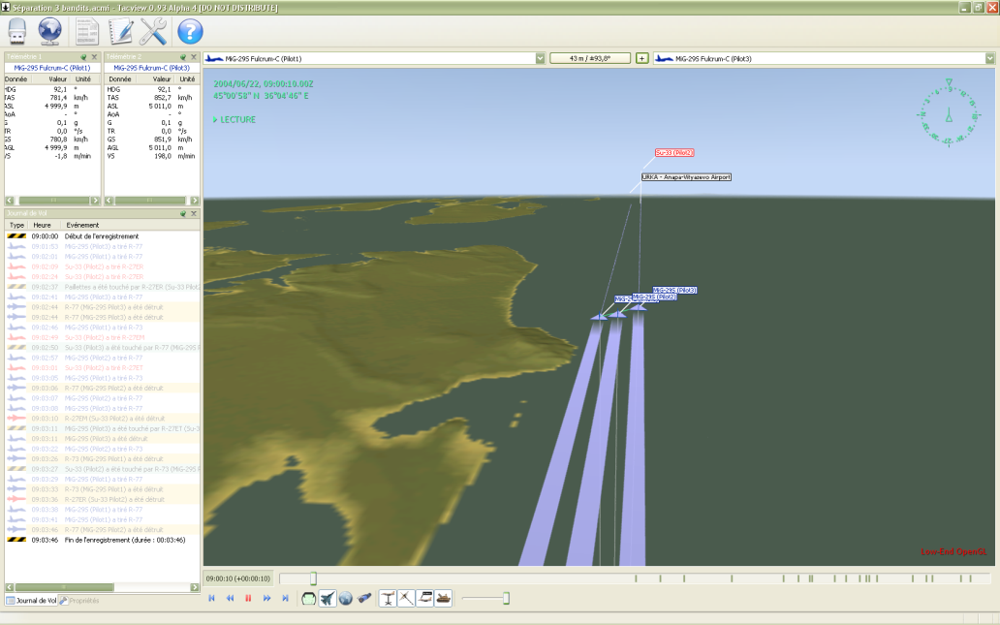 Séparation 3 bandits.acmi - Tacview 0.93 Alpha 4 [DO NOT DISTRIBUTE]
Télémétrie 1
MiG-29S Fulcrum-C (Pilot1)
Donnée Valeur Unité
HDG 92,1 °
TAS 781,4 km/h
ASL 4 999,9 m
AoA - °
G 0,1 g
TR 0,0 °/s
GS 780,8 km/h
AGL 4 999,9 m
VS -1,8 m/min
Télémétrie 2
MiG-29S Fulcrum-C (Pilot3)
Donnée Valeur Unité
HDG 92,1 °
TAS 852,7 km/h
ASL 5 011,0 m
AoA - °
G 0,1 g
TR 0,0 °/s
GS 851,9 km/h
AGL 5 011,0 m
VS 198,0 m/min
Journal de Vol
Type Heure Evénement
09:00:00 Début de l'enregistrement
09:01:53 MiG-29S (Pilot3) a tiré R-77
09:02:01 MiG-29S (Pilot1) a tiré R-77
09:02:09 Su-33 (Pilot2) a tiré R-27ER
09:02:24 Su-33 (Pilot2) a tiré R-27ER
09:02:37 Paillettes a été touché par R-27ER (Su-33 Pilot2
09:02:41 MiG-29S (Pilot3) a tiré R-77
09:02:44 R-77 (MiG-29S Pilot3) a été détruit
09:02:44 R-77 (MiG-29S Pilot3) a été détruit
09:02:46 MiG-29S (Pilot1) a tiré R-73
09:02:49 Su-33 (Pilot2) a tiré R-27EM
09:02:50 Su-33 (Pilot3) a été touché par R-77 (MiG-29S P
09:02:57 MiG-29S (Pilot2) a tiré R-77
09:03:01 Su-33 (Pilot2) a tiré R-27ET
09:03:05 MiG-29S (Pilot1) a tiré R-73
09:03:06 R-77 (MiG-29S Pilot2) a été détruit
09:03:07 MiG-29S (Pilot2) a tiré R-77
09:03:08 MiG-29S (Pilot3) a tiré R-77
09:03:10 R-27EM (Su-33 Pilot2) a été détruit
09:03:11 MiG-29S (Pilot3) a été touché par R-27ET (Su-3
09:03:11 MiG-29S (Pilot3) a été détruit
09:03:22 MiG-29S (Pilot2) a tiré R-73
09:03:26 R-73 (MiG-29S Pilot1) a été détruit
09:03:27 Su-33 (Pilot2) a été touché par R-73 (MiG-29S P
09:03:29 MiG-29S (Pilot1) a tiré R-77
09:03:33 R-73 (MiG-29S Pilot1) a été détruit
09:03:36 R-27ER (Su-33 Pilot2) a été détruit
09:03:38 MiG-29S (Pilot1) a tiré R-77
09:03:41 MiG-29S (Pilot1) a tiré R-77
09:03:46 R-77 (MiG-29S Pilot2) a été détruit
09:03:46 Fin de l'enregistrement (durée : 00:03:46)
Journal de Vol Propriétés
MiG-29S Fulcrum-C (Pilot1)
43 m / ±93,8°
+
MiG-29S Fulcrum-C (Pilot3)
2004/06/22, 09:00:10.00Z
45°00'58" N 36°04'46" E
LECTURE
Su-33 (Pilot2)
URKA - Anapa-Vityazevo Airport
MiG-29S (Pilot3)
MiG-29S (Pilot2)
Low-End OpenGL
09:00:10 (+00:00:10)